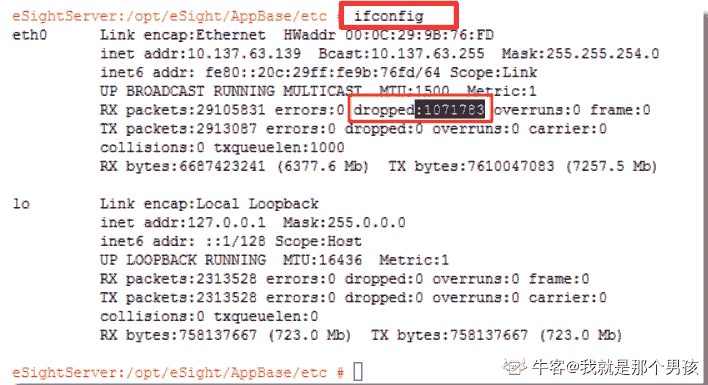 eSightServer:/opt/eSight/AppBase/etc # ifconfig
eth0 Link encap:Ethernet HWaddr 00:0C:29:9B:76:FD
inet addr:10.137.63.139 Bcast:10.137.63.255 Mask:255.255.254.0
inet6 addr: fe80::20c:29ff:fe9b:76fd/64 Scope:Link
UP BROADCAST RUNNING MULTICAST MTU:1500 Metric:1
RX packets:29105831 errors:0 dropped:1071783 overruns:0 frame:0
TX packets:2913087 errors:0 dropped:0 overruns:0 carrier:0
collisions:0 txqueuelen:1000
RX bytes:6687423241 (6377.6 Mb) TX bytes:7610047083 (7257.5 Mb)
lo Link encap:Local Loopback
inet addr:127.0.0.1 Mask:255.0.0.0
inet6 addr: ::1/128 Scope:Host
UP LOOPBACK RUNNING MTU:16436 Metric:1
RX packets:2313528 errors:0 dropped:0 overruns:0 frame:0
TX packets:2313528 errors:0 dropped:0 overruns:0 carrier:0
collisions:0 txqueuelen:0
RX bytes:758137667 (723.0 Mb) TX bytes:758137667 (723.0 Mb)
eSightServer:/opt/eSight/AppBase/etc #
牛客@我就是那个男孩